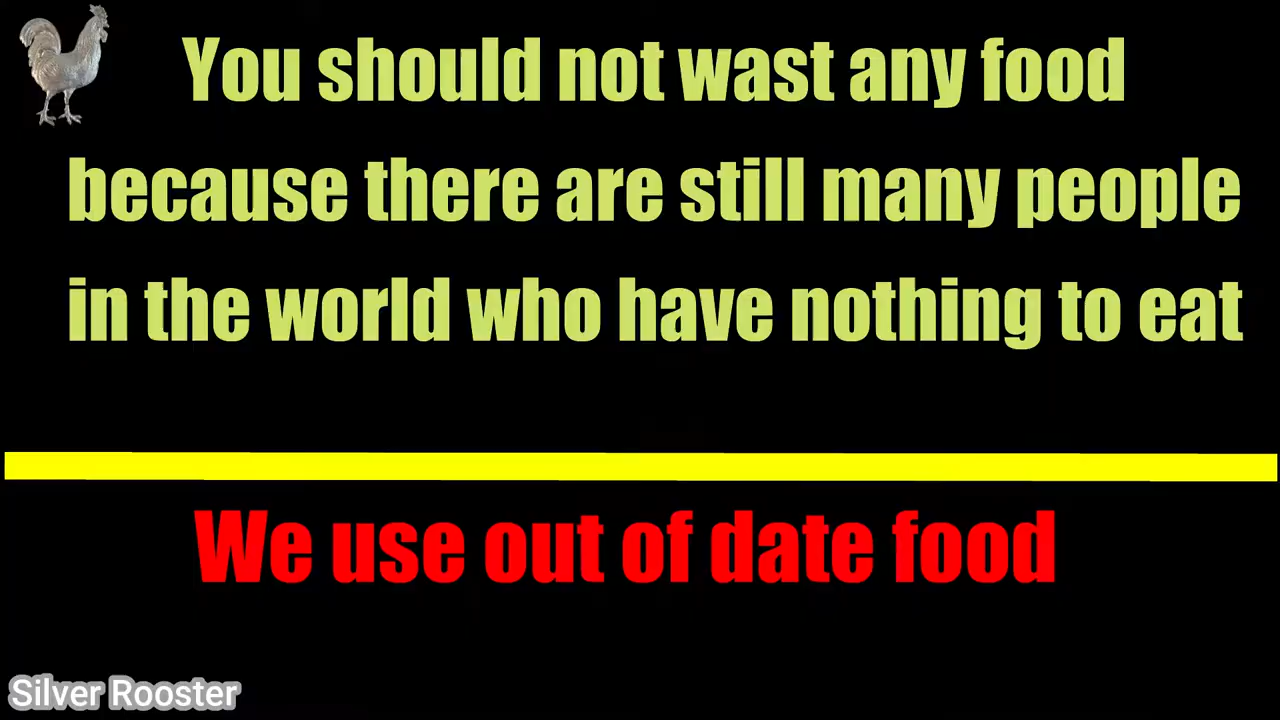 You should not wast any food
because there are still many people
in the world who have nothing to eat
We use out of date food
Silver Rooster